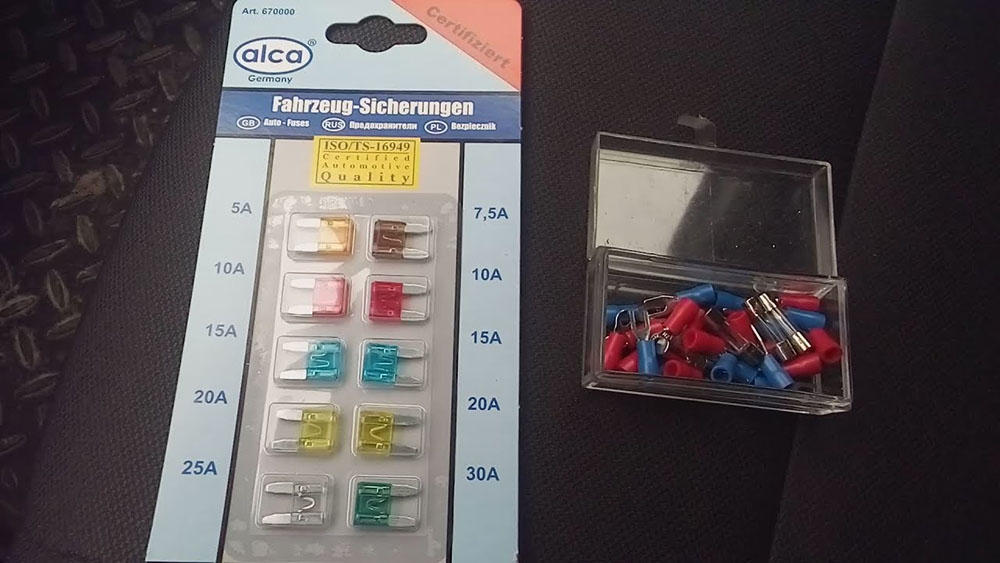 Art. 670000
Certifiziert
alca®
Germany
Fahrzeug-Sicherungen
GB Auto - Fuses RUS Предохранители PL Bezpiecznik
ISO/TS-16949
Certified
Automotive
Quality
5A 7,5A
10A 10A
15A 15A
20A 20A
25A 30A